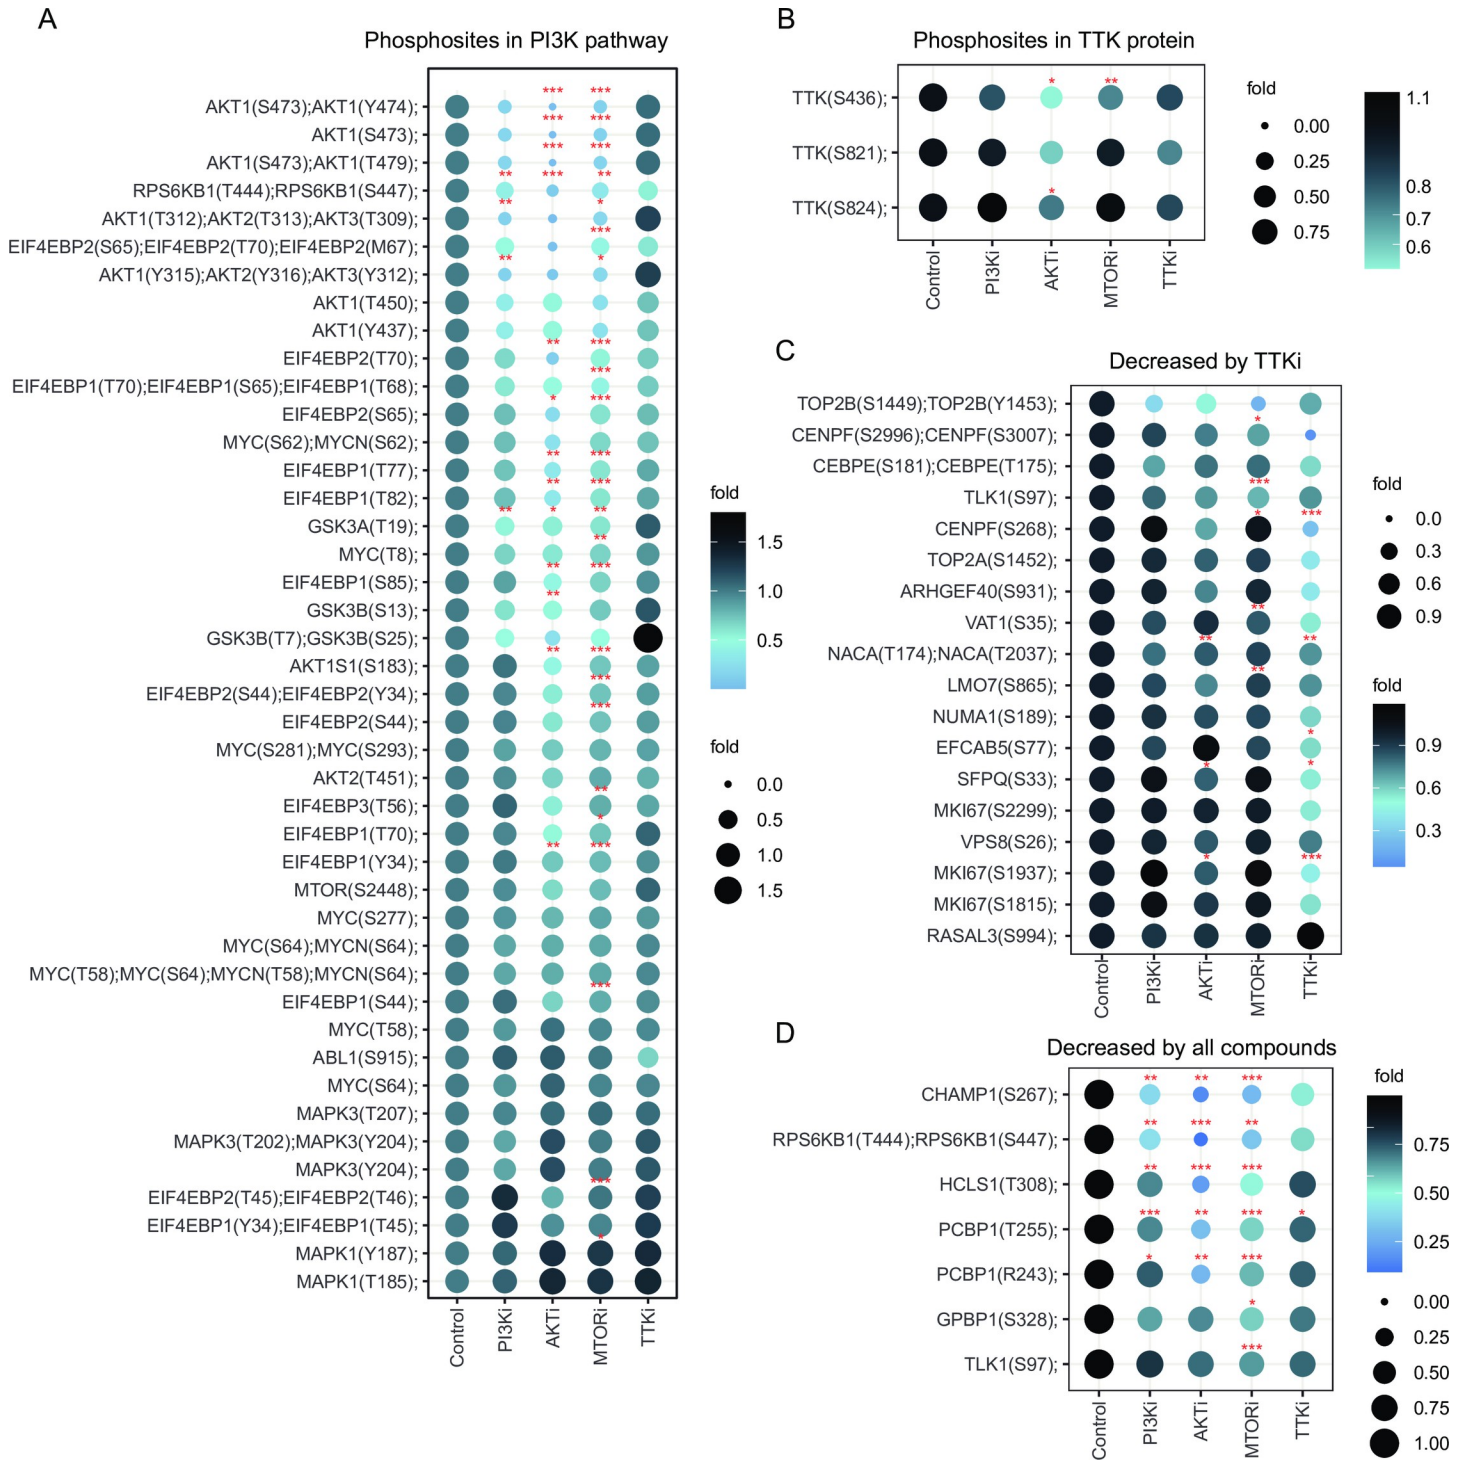 A
Phosphosites in PI3K pathway
AKT1(S473);AKT1(Y474);
AKT1(S473);
AKT1(S473);AKT1(T479);
RPS6KB1(T444);RPS6KB1(S447);
AKT1(T312);AKT2(T313);AKT3(T309);
EIF4EBP2(S65);EIF4EBP2(T70);EIF4EBP2(M67);
AKT1(Y315);AKT2(Y316);AKT3(Y312);
AKT1(T450);
AKT1(Y437);
EIF4EBP2(T70);
EIF4EBP1(T70);EIF4EBP1(S65);EIF4EBP1(T68);
EIF4EBP2(S65);
MYC(S62);MYCN(S62);
EIF4EBP1(T77);
EIF4EBP1(T82);
GSK3A(T19);
MYC(T8);
EIF4EBP1(S85);
GSK3B(S13);
GSK3B(T7);GSK3B(S25);
AKT1S1(S183);
EIF4EBP2(S44);EIF4EBP2(Y34);
EIF4EBP2(S44);
MYC(S281);MYC(S293);
AKT2(T451);
EIF4EBP3(T56);
EIF4EBP1(T70);
EIF4EBP1(Y34);
MTOR(S2448);
MYC(S277);
MYC(S64);MYCN(S64);
MYC(T58);MYC(S64);MYCN(T58);MYCN(S64);
EIF4EBP1(S44);
MYC(T58);
ABL1(S915);
MYC(S64);
MAPK3(T207);
MAPK3(T202);MAPK3(Y204);
MAPK3(Y204);
EIF4EBP2(T45);EIF4EBP2(T46);
EIF4EBP1(Y34);EIF4EBP1(T45);
MAPK1(Y187);
MAPK1(T185);
Control
PI3Ki
AKTi
MTORi
TTKi
fold
1.5
1.0
0.5
fold
0.0
0.5
1.0
1.5
B
Phosphosites in TTK protein
TTK(S436);
TTK(S821);
TTK(S824);
Control
PI3Ki
AKTi
MTORi
TTKi
fold
0.00
0.25
0.50
0.75
1.1
0.8
0.7
0.6
C
Decreased by TTKi
TOP2B(S1449);TOP2B(Y1453);
CENPF(S2996);CENPF(S3007);
CEBPE(S181);CEBPE(T175);
TLK1(S97);
CENPF(S268);
TOP2A(S1452);
ARHGEF40(S931);
VAT1(S35);
NACA(T174);NACA(T2037);
LMO7(S865);
NUMA1(S189);
EFCAB5(S77);
SFPQ(S33);
MKI67(S2299);
VPS8(S26);
MKI67(S1937);
MKI67(S1815);
RASAL3(S994);
Control
PI3Ki
AKTi
MTORi
TTKi
fold
0.0
0.3
0.6
0.9
fold
0.9
0.6
0.3
D
Decreased by all compounds
CHAMP1(S267);
RPS6KB1(T444);RPS6KB1(S447);
HCLS1(T308);
PCBP1(T255);
PCBP1(R243);
GPBP1(S328);
TLK1(S97);
Control
PI3Ki
AKTi
MTORi
TTKi
fold
0.75
0.50
0.25
0.00
0.25
0.50
0.75
1.00